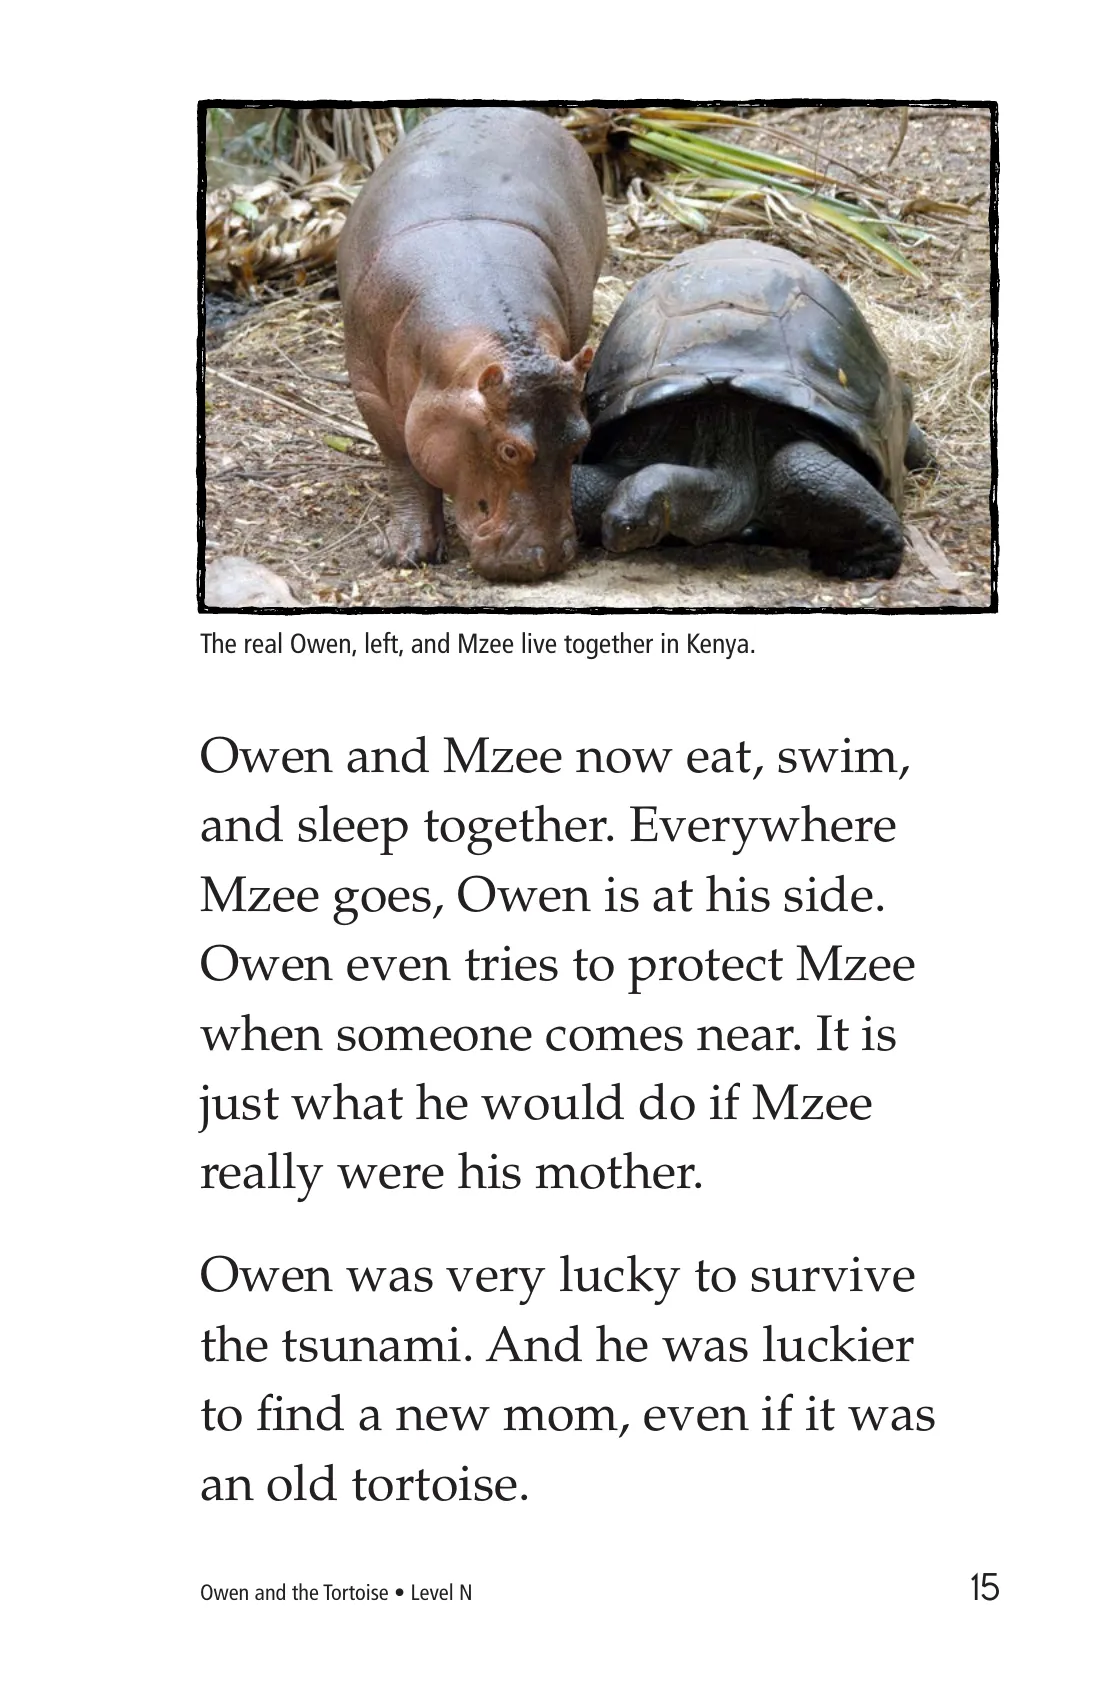 The real Owen, left, and Mzee live together in Kenya.
Owen and Mzee now eat, swim,
and sleep together. Everywhere
Mzee goes, Owen is at his side.
Owen even tries to protect Mzee
when someone comes near. It is
just what he would do if Mzee
really were his mother.
Owen was very lucky to survive
the tsunami. And he was luckier
to find a new mom, even if it was
an old tortoise.
Owen and the Tortoise • Level N 15